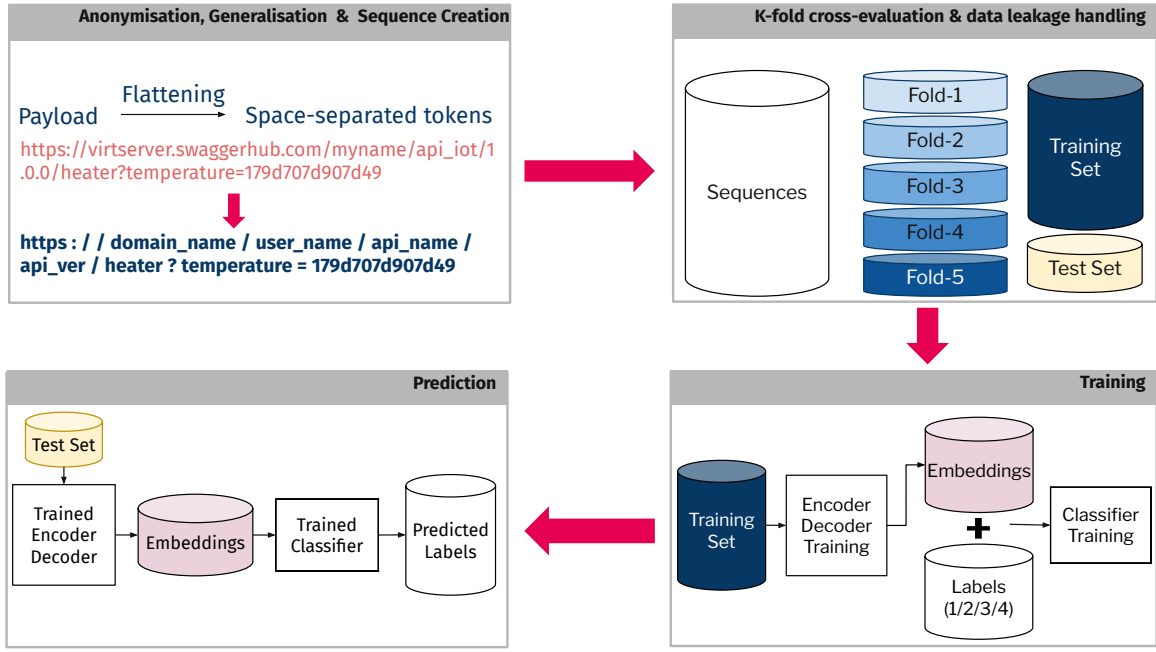 Anonymisation, Generalisation & Sequence Creation
Payload
Flattening
Space-separated tokens
https://virtserver.swaggerhub.com/myname/api_iot/1
.0.0/heater?temperature=179d707d907d49
https : / / domain_name / user_name / api_name /
api_ver / heater ? temperature = 179d707d907d49
K-fold cross-evaluation & data leakage handling
Sequences
Fold-1
Fold-2
Fold-3
Fold-4
Fold-5
Training
Set
Test Set
Prediction
Test Set
Trained
Encoder
Decoder
Embeddings
Trained
Classifier
Predicted
Labels
Training
Training
Set
Encoder
Decoder
Training
Embeddings
+
Labels
(1/2/3/4)
Classifier
Training